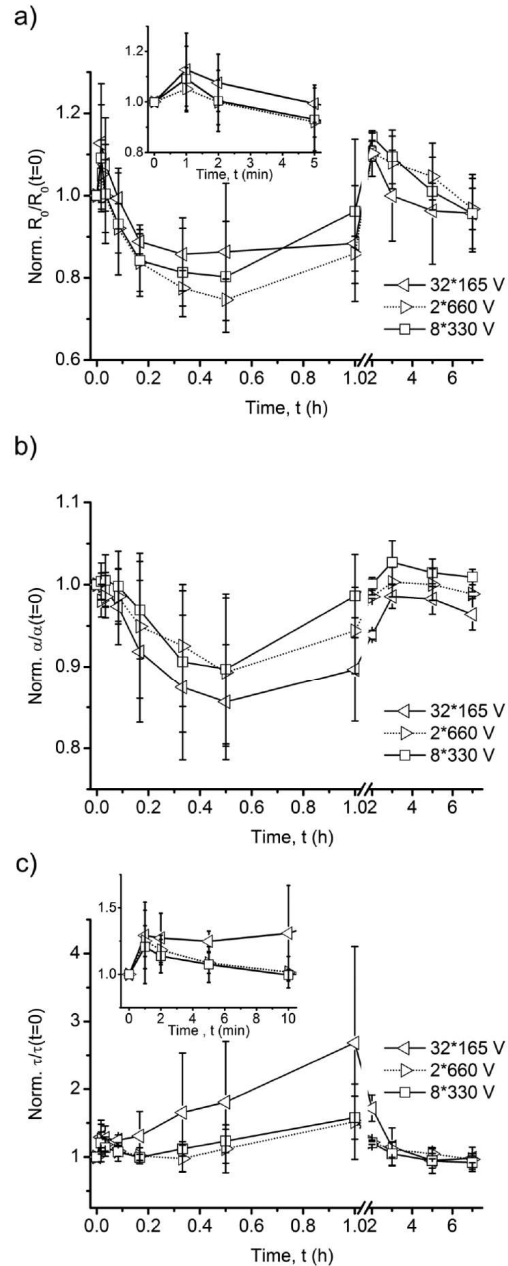 a)
1.4
1.2
1.0
0.8
0 1 2 3 4 5
Time, t (min)
1.2
1.0
0.8
0.6
Norm. R₀/R₀(t=0)
32*165 V
2*660 V
8*330 V
0.0 0.2 0.4 0.6 0.8 1.0 2 4 6
Time, t (h)
b)
1.1
1.0
0.9
0.8
Norm. α/α(t=0)
32*165 V
2*660 V
8*330 V
0.0 0.2 0.4 0.6 0.8 1.0 2 4 6
Time, t (h)
c)
1.5
1.0
0 2 4 6 8 10
Time , t (min)
4
3
2
1
Norm. τ/τ(t=0)
32*165 V
2*660 V
8*330 V
0.0 0.2 0.4 0.6 0.8 1.0 2 4 6
Time, t (h)